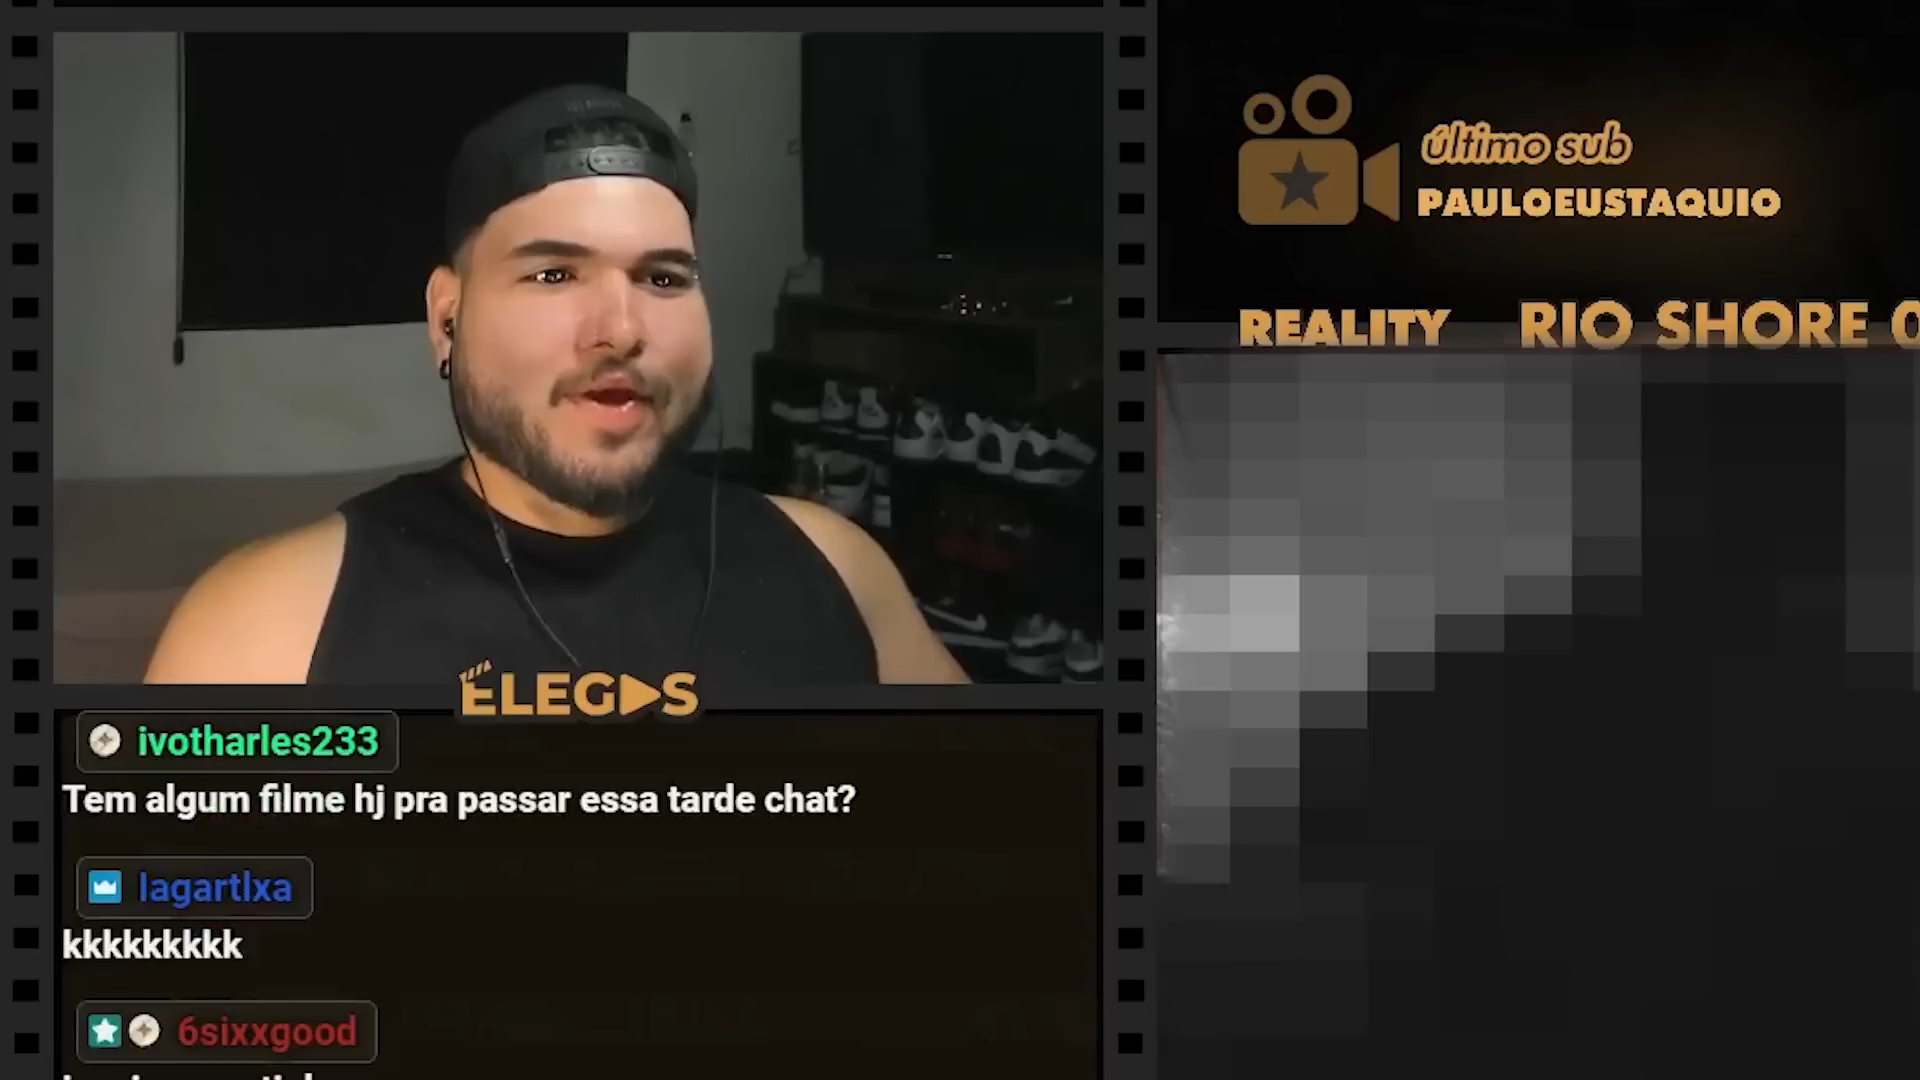 último sub
PAULOEUSTAQUIO
REALITY
RIO SHORE
ELEGOS
ivotharles233
Tem algum filme hj pra passar essa tarde chat?
lagartlxa
kkkkkkkkk
6sixxgood